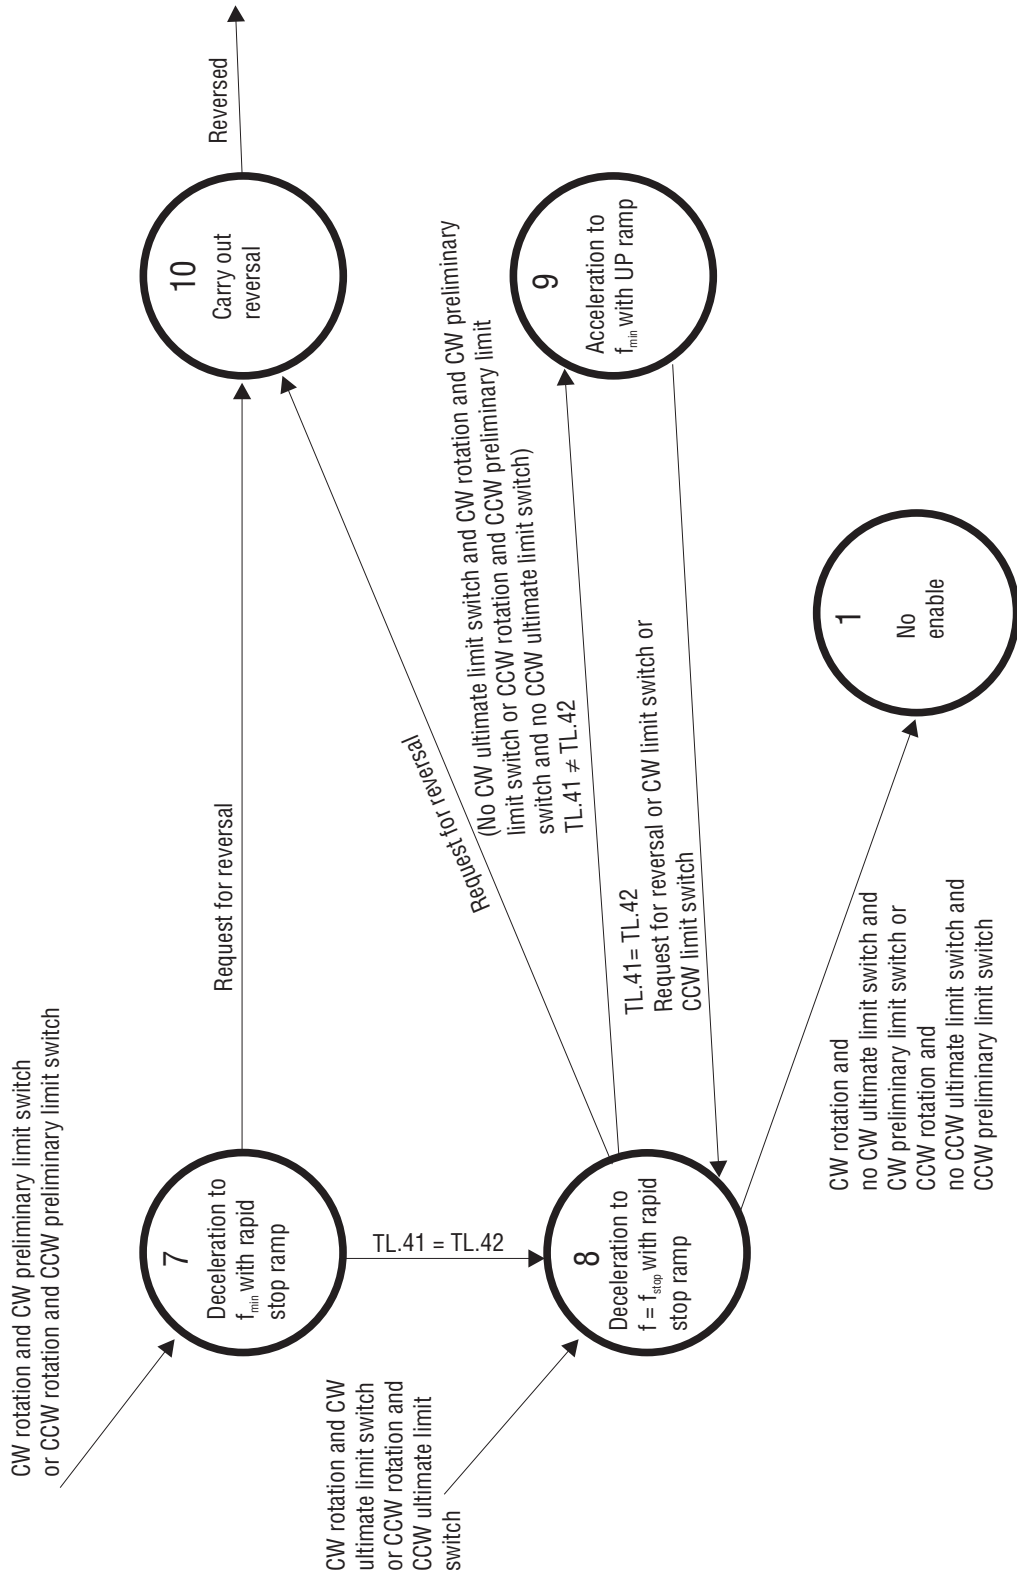 CW rotation and CW preliminary limit switch
or CCW rotation and CCW preliminary limit switch
7
Deceleration to
fmin with rapid
stop ramp
Request for reversal
10
Carry out
reversal
Reversed
TL.41 = TL.42
CW rotation and CW
ultimate limit switch
or CCW rotation and
CCW ultimate limit
switch
8
Deceleration to
f = fstop with rapid
stop ramp
Request for reversal
(No CW ultimate limit switch and CW rotation and CW preliminary
limit switch or CCW rotation and CCW preliminary limit
switch and no CCW ultimate limit switch)
TL.41 ≠ TL.42
9
Acceleration to
fmin with UP ramp
TL.41= TL.42
Request for reversal or CW limit switch or
CCW limit switch
CW rotation and
no CW ultimate limit switch and
CW preliminary limit switch or
CCW rotation and
no CCW ultimate limit switch and
CCW preliminary limit switch
1
No
enable